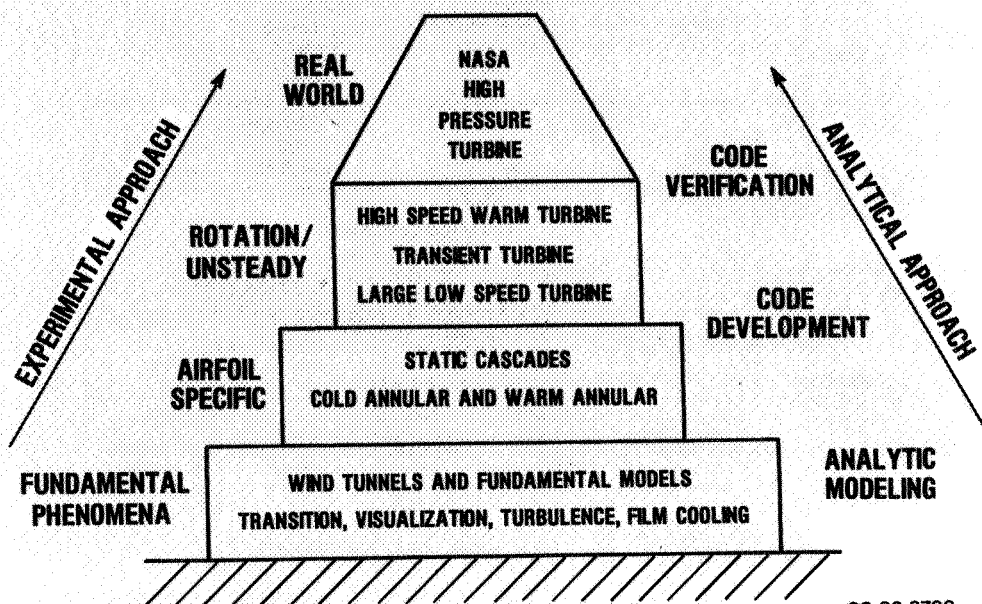 REAL
WORLD
NASA
HIGH
PRESSURE
TURBINE
EXPERIMENTAL APPROACH
ANALYTICAL APPROACH
CODE
VERIFICATION
ROTATION/
UNSTEADY
HIGH SPEED WARM TURBINE
TRANSIENT TURBINE
LARGE LOW SPEED TURBINE
CODE
DEVELOPMENT
AIRFOIL
SPECIFIC
STATIC CASCADES
COLD ANNULAR AND WARM ANNULAR
FUNDAMENTAL
PHENOMENA
WIND TUNNELS AND FUNDAMENTAL MODELS
TRANSITION, VISUALIZATION, TURBULENCE, FILM COOLING
ANALYTIC
MODELING